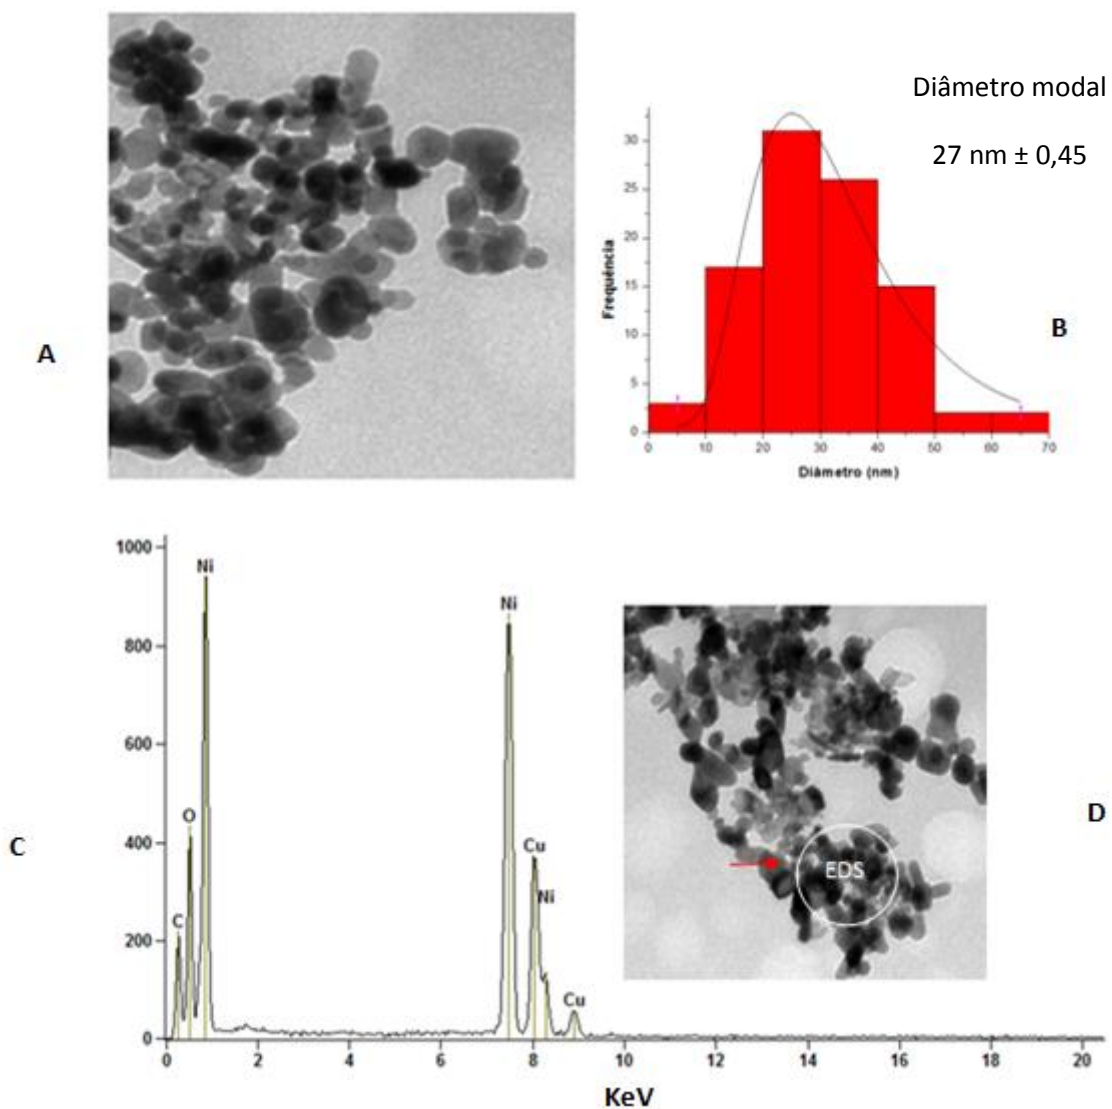 Diâmetro modal
27 nm ± 0,45
A
Frequência
30
25
20
15
10
5
0
0 10 20 30 40 50 60 70
Diâmetro (nm)
B
C
1000
800
600
400
200
0
Ni
O
C
Ni
Cu
Ni
Cu
0 2 4 6 8 10 12 14 16 18 20
KeV
EDS
D